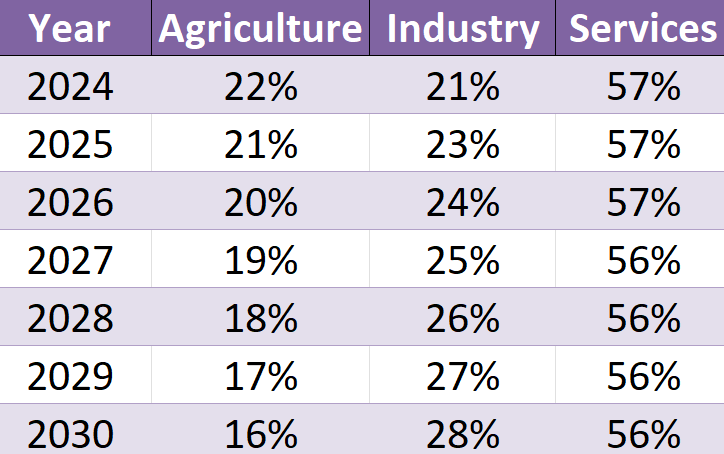 Year Agriculture Industry Services
2024 22% 21% 57%
2025 21% 23% 57%
2026 20% 24% 57%
2027 19% 25% 56%
2028 18% 26% 56%
2029 17% 27% 56%
2030 16% 28% 56%